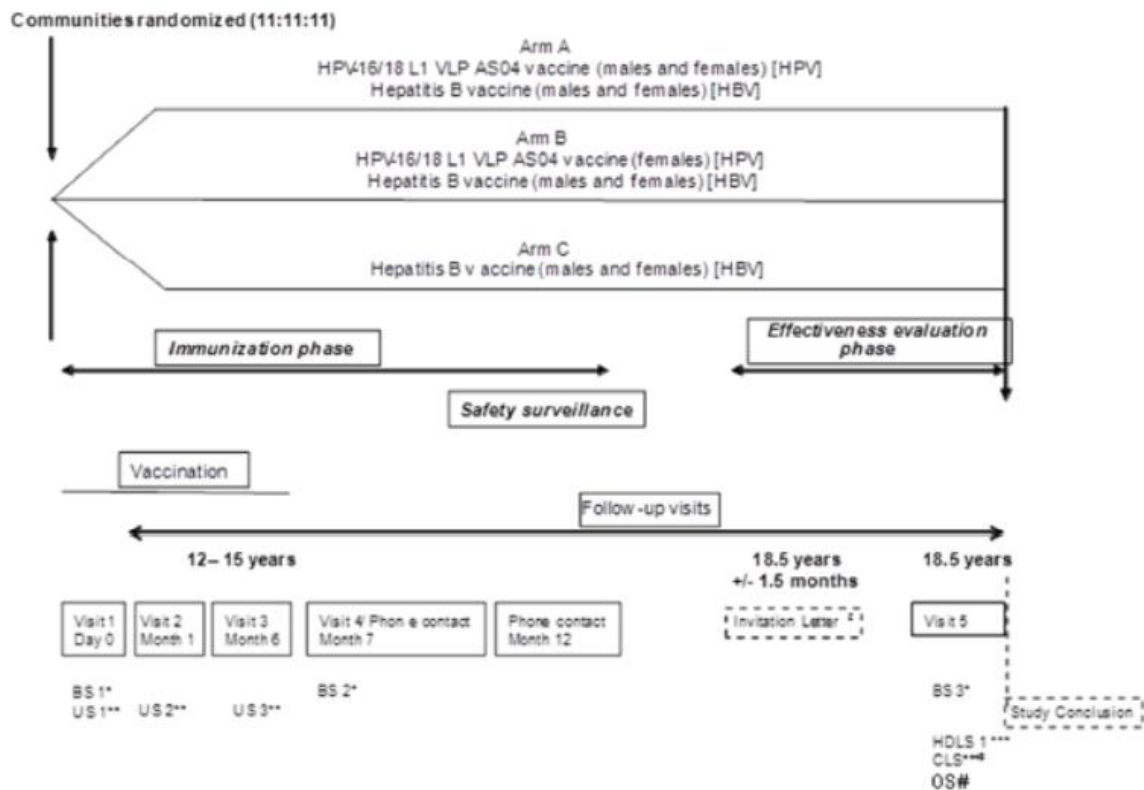 Communities randomized (11:11:11)
Arm A
HPV-16/18 L1 VLP AS04 vaccine (males and females) [HPV]
Hepatitis B vaccine (males and females) [HBV]
Arm B
HPV-16/18 L1 VLP AS04 vaccine (females) [HPV]
Hepatitis B vaccine (males and females) [HBV]
Arm C
Hepatitis B vaccine (males and females) [HBV]
Immunization phase
Effectiveness evaluation
phase
Safety surveillance
Vaccination
Follow-up visits
12– 15 years
18.5 years
+/- 1.5 months
18.5 years
Visit 1
Day 0
Visit 2
Month 1
Visit 3
Month 6
Visit 4/ Phone contact
Month 7
Phone contact
Month 12
Invitation Letter
Visit 5
BS 1*
US 1**
US 2**
US 3**
BS 2*
BS 3*
Study Conclusion
HDLS 1 ***
CLS
OS#